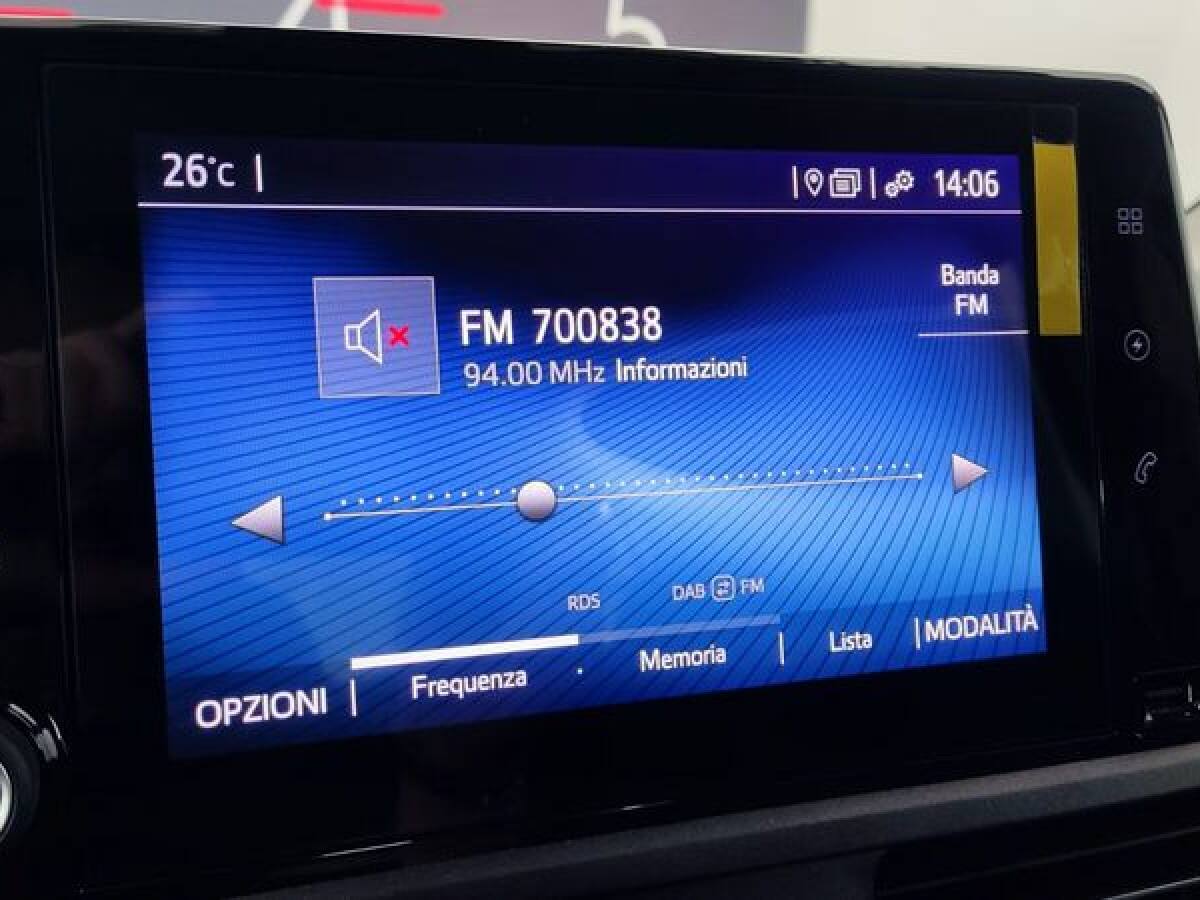 5
26°C
14:06
Banda
FM
FM 700838
94.00 MHz Informazioni
RDS
DAB FM
OPZIONI
Frequenza
Memoria
Lista
MODALITÀ